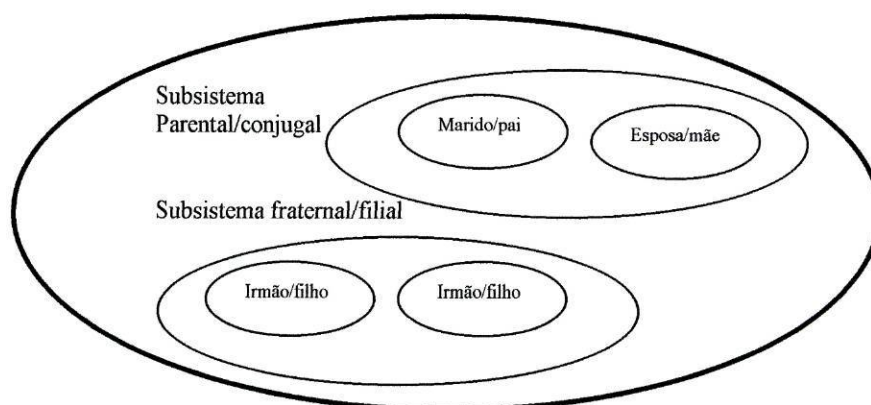 Subsistema
Parental/conjugal
Marido/pai
Esposa/mãe
Subsistema fraternal/filial
Irmão/filho
Irmão/filho